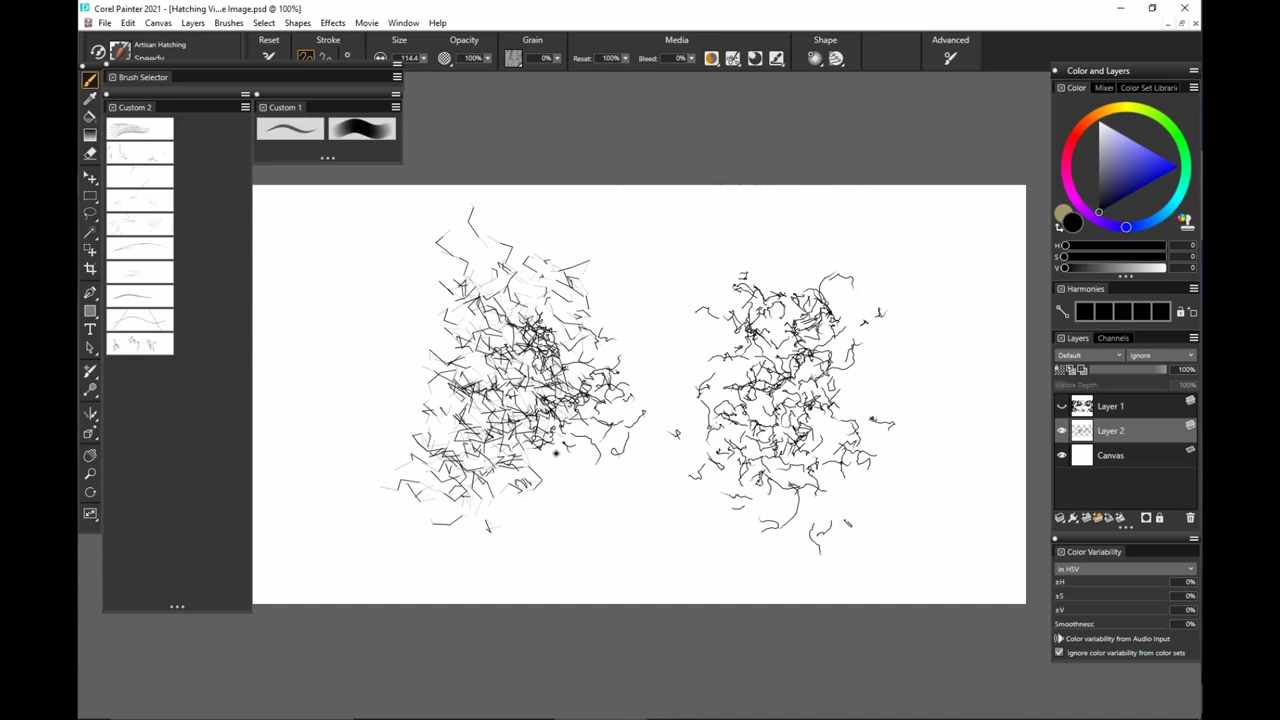 Corel Painter 2021 - [Hatching Vi...e Image.psd @ 100%]
File Edit Canvas Layers Brushes Select Shapes Effects Movie Window Help
Reset Stroke Size Opacity Grain Media Shape Advanced
Artisan Hatching
Speedy
114.4 100% 0% Resat: 100% Bleed: 0%
Brush Selector
Custom 2
Custom 1
Color and Layers
Color Mixer Color Set Librari
H 0
S 0
V 0
Harmonies
Layers Channels
Default Ignore
100%
Visible Depth: 100%
Layer 1
Layer 2
Canvas
Color Variability
in HSV
±H 0%
±S 0%
±V 0%
Smoothness: 0%
Color variability from Audio Input
Ignore color variability from color sets